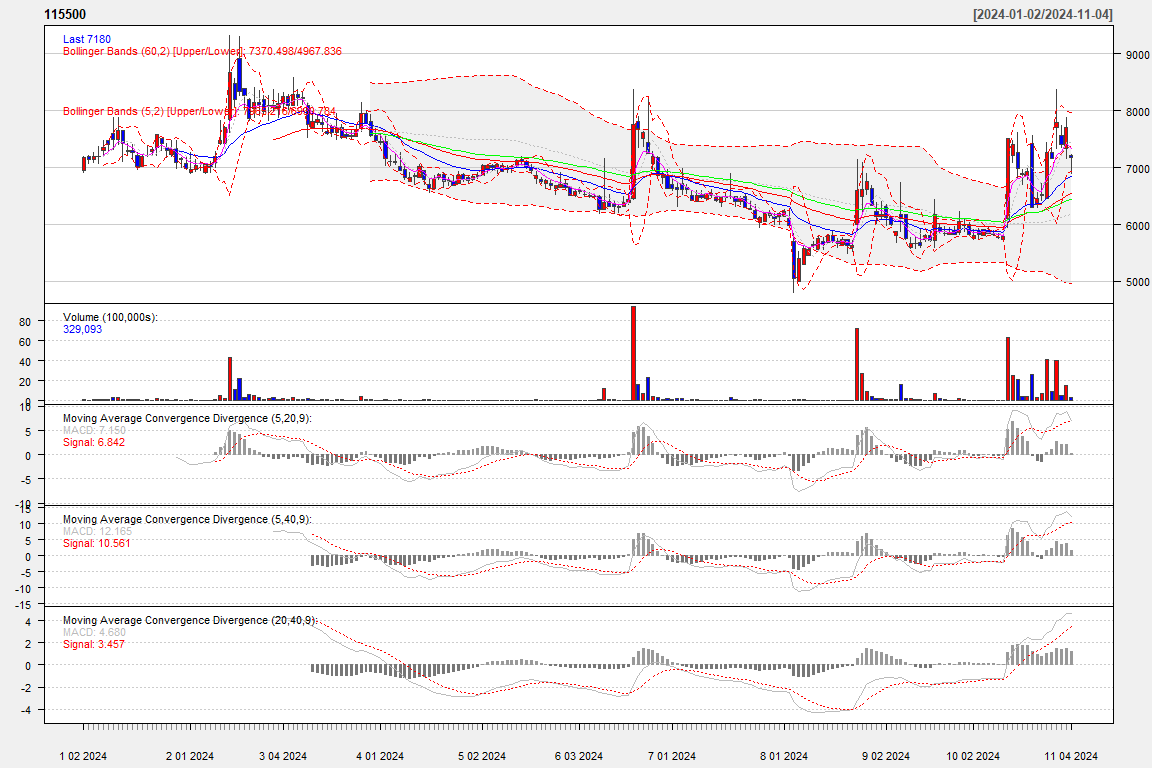 115500 [2024-01-02/2024-11-04]
Last 7180
Bollinger Bands (60,2) [Upper/Lower]: 7370.498/4967.836
Bollinger Bands (5,2) [Upper/Lower]:
9000
8000
7000
6000
5000
Volume (100,000s):
329,093
80
60
40
20
0
Moving Average Convergence Divergence (5,20,9):
MACD: 7.150
Signal: 6.842
10
5
0
-5
-10
Moving Average Convergence Divergence (5,40,9):
MACD: 12.165
Signal: 10.561
15
10
5
0
-5
-10
-15
Moving Average Convergence Divergence (20,40,9):
MACD: 4.680
Signal: 3.457
4
2
0
-2
-4
1 02 2024 2 01 2024 3 04 2024 4 01 2024 5 02 2024 6 03 2024 7 01 2024 8 01 2024 9 02 2024 10 02 2024 11 04 2024